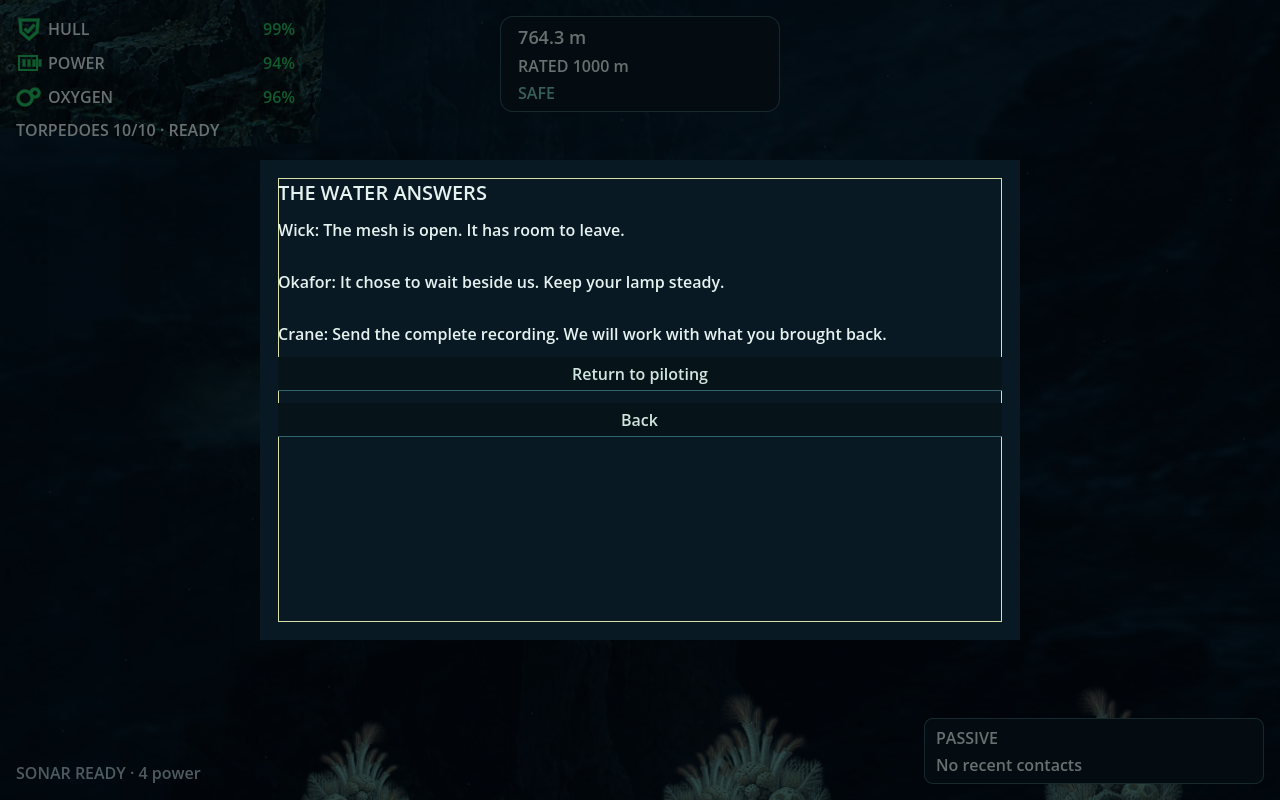 HULL 99%
POWER 94%
OXYGEN 96%
TORPEDOES 10/10 · READY
764.3 m
RATED 1000 m
SAFE
THE WATER ANSWERS
Wick: The mesh is open. It has room to leave.
Okafor: It chose to wait beside us. Keep your lamp steady.
Crane: Send the complete recording. We will work with what you brought back.
Return to piloting
Back
SONAR READY · 4 power
PASSIVE
No recent contacts